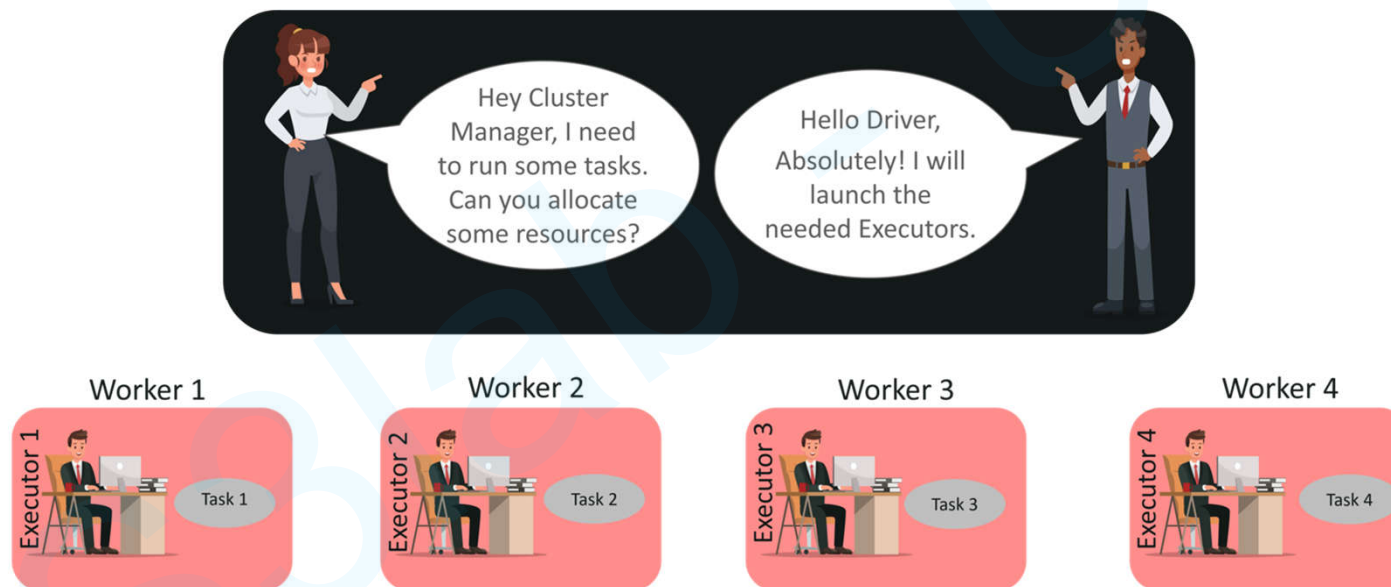 Hey Cluster
Manager, I need
to run some tasks.
Can you allocate
some resources?
Hello Driver,
Absolutely! I will
launch the
needed Executors.
Worker 1
Worker 2
Worker 3
Worker 4
Executor 1
Task 1
Executor 2
Task 2
Executor 3
Task 3
Executor 4
Task 4